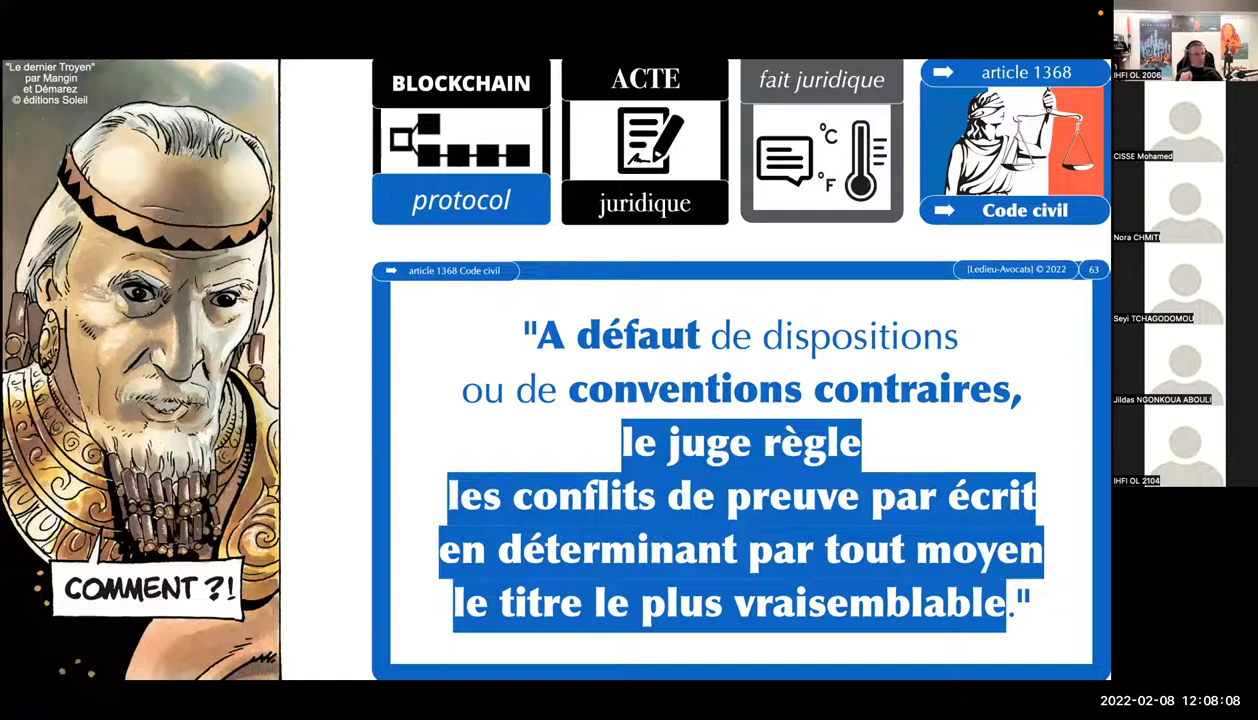 "Le dernier Troyen"
par Mangin
et Démarez
© éditions Soleil
BLOCKCHAIN
protocol
ACTE
juridique
fait juridique
°C
°F
article 1368
Code civil
article 1368 Code civil
[Ledieu-Avocats] © 2022
63
"A défaut de dispositions
ou de conventions contraires,
le juge règle
les conflits de preuve par écrit
en déterminant par tout moyen
le titre le plus vraisemblable."
COMMENT ?!
IHFI OL 2006
CISSE Mohamed
Nora CHMITI
Seyi TCHAGODOMOU
Jildas NGONKOUA ABOULI
IHFI OL 2104
2022-02-08 12:08:08